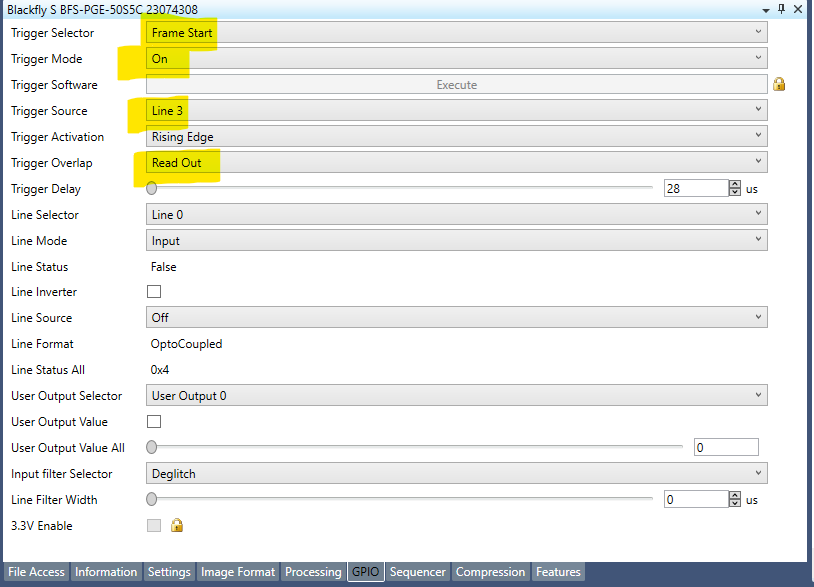 Blackfly S BFS-PGE-50S5C 23074308
Trigger Selector Frame Start
Trigger Mode On
Trigger Software Execute
Trigger Source Line 3
Trigger Activation Rising Edge
Trigger Overlap Read Out
Trigger Delay 28 us
Line Selector Line 0
Line Mode Input
Line Status False
Line Inverter
Line Source Off
Line Format OptoCoupled
Line Status All 0x4
User Output Selector User Output 0
User Output Value
User Output Value All 0
Input filter Selector Deglitch
Line Filter Width 0 us
3.3V Enable
File Access Information Settings Image Format Processing GPIO Sequencer Compression Features